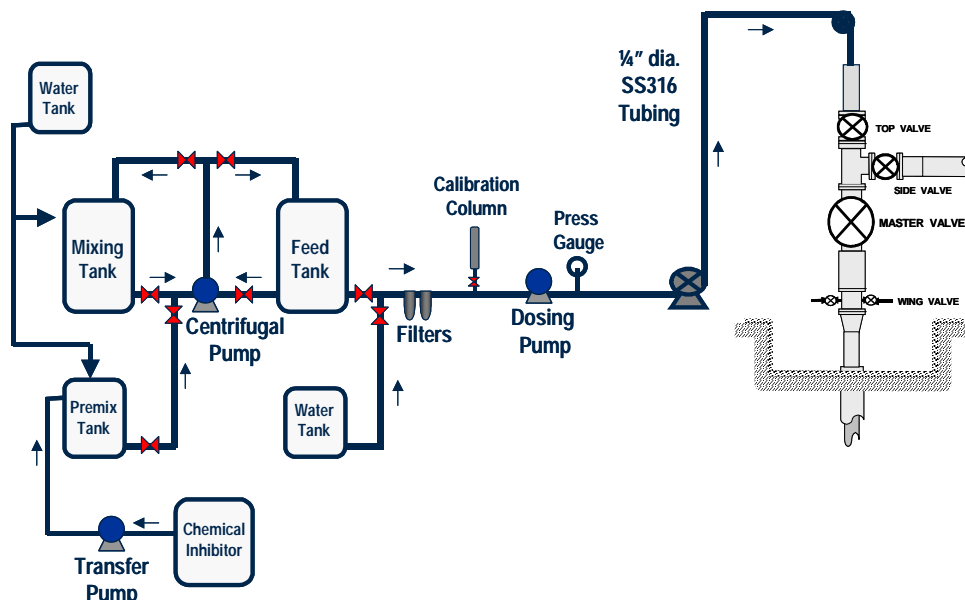 Water
Tank
¼" dia.
SS316
Tubing
TOP VALVE
SIDE VALVE
MASTER VALVE
WING VALVE
Calibration
Column
Press
Gauge
Mixing
Tank
Feed
Tank
Centrifugal
Pump
Filters
Dosing
Pump
Premix
Tank
Water
Tank
Chemical
Inhibitor
Transfer
Pump